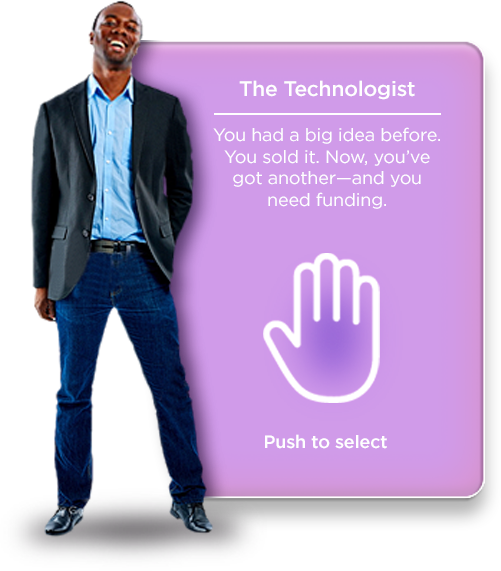 The Technologist
You had a big idea before.
You sold it. Now, you've
got another—and you
need funding.
Push to select